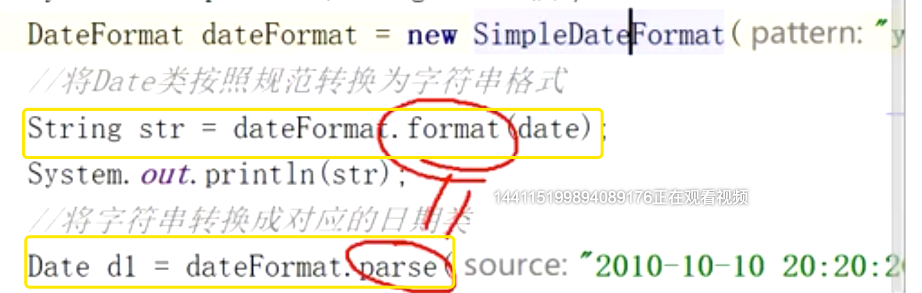 DateFormat dateFormat = new SimpleDateFormat( pattern: "y
//将Date类按照规范转换为字符串格式
String str = dateFormat.format(date);
System.out.println(str);
144115199894089176正在观看视频
//将字符串转换成对应的日期类
Date d1 = dateFormat.parse( source: "2010-10-10 20:20:2